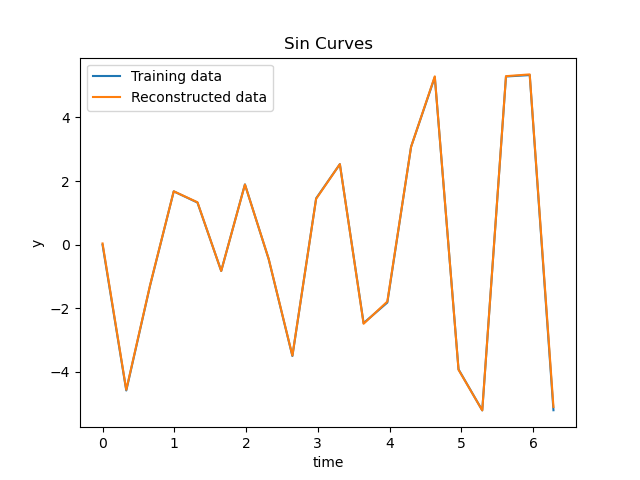 Sin Curves
Training data
Reconstructed data
4
2
0
−2
−4
y
0 1 2 3 4 5 6
time